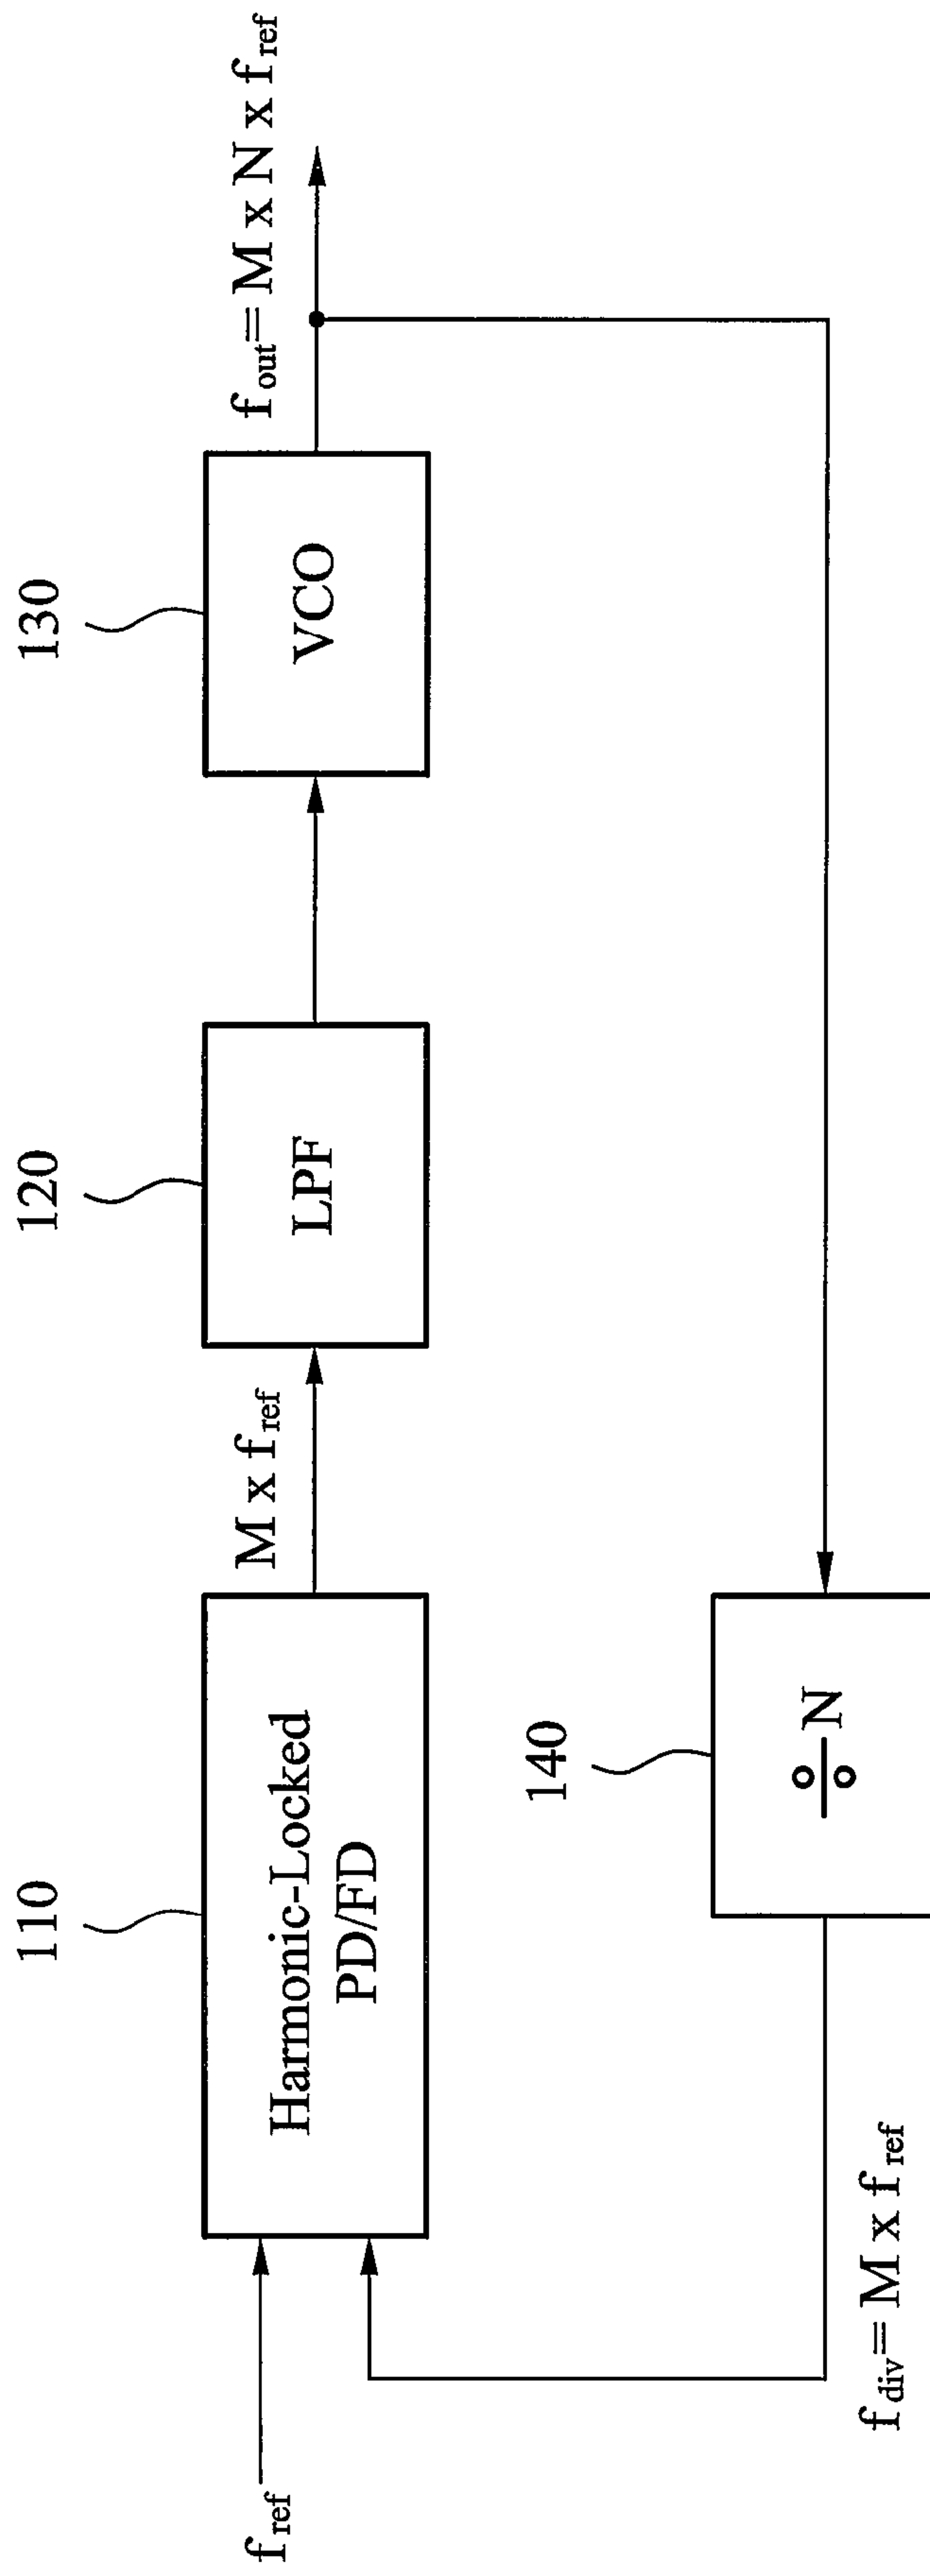 110
120
130
f_ref
Harmonic-Locked
PD/FD
M x f_ref
LPF
VCO
f_out = M x N x f_ref
140
÷ N
f_div = M x f_ref